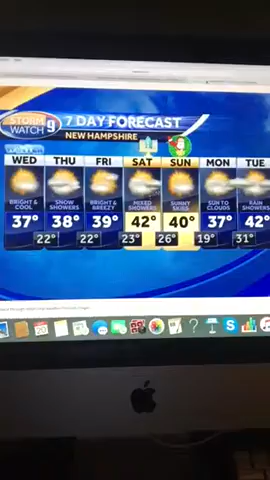 STORM WATCH 9
7 DAY FORECAST
NEW HAMPSHIRE
WED THU FRI SAT SUN MON TUE
BRIGHT & COOL
SNOW SHOWERS
BRIGHT & BREEZY
MIXED SHOWERS
SUNNY SKIES
SUN TO CLOUDS
RAIN SHOWERS
37° 38° 39° 42° 40° 37° 42°
22° 22° 23° 26° 19° 31°